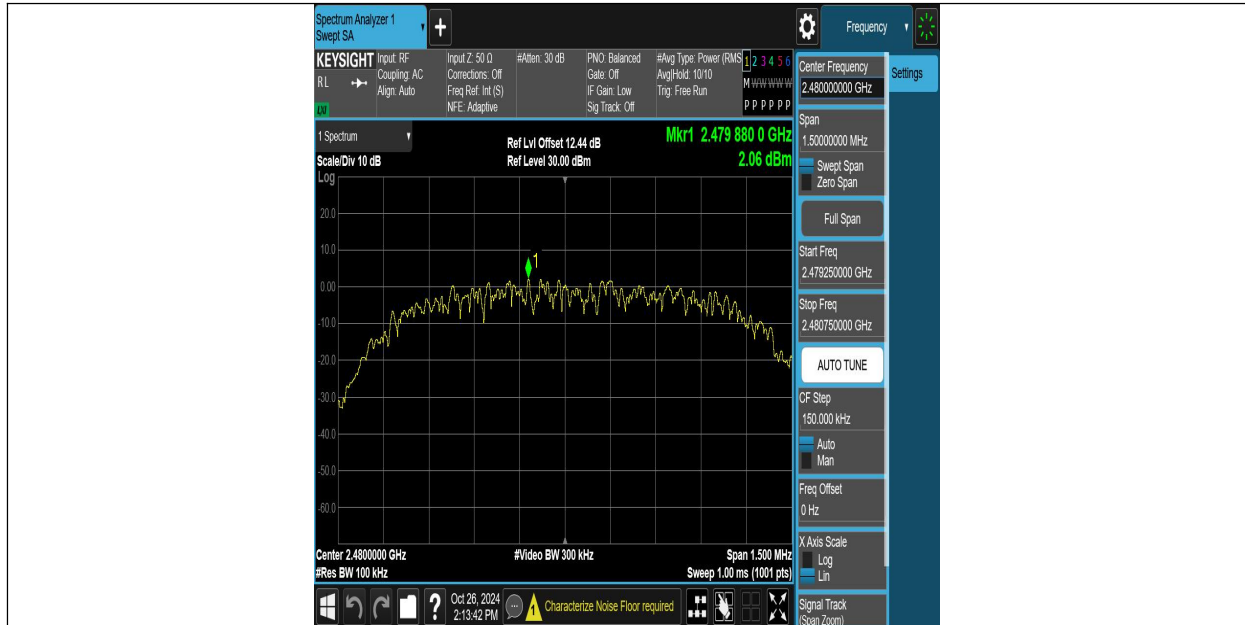 Spectrum Analyzer 1
Swept SA
+
Frequency
KEYSIGHT
RL
Input: RF
Coupling: AC
Align: Auto
Input Z: 50 Ω
Corrections: Off
Freq Ref: Int (S)
NFE: Adaptive
#Atten: 30 dB
PNO: Balanced
Gate: Off
IF Gain: Low
Sig Track: Off
#Avg Type: Power (RMS
Avg|Hold: 10/10
Trig: Free Run
1 2 3 4 5 6
M W W W W W
P P P P P P
1 Spectrum
Scale/Div 10 dB
Log
Ref Lvl Offset 12.44 dB
Ref Level 30.00 dBm
Mkr1 2.479 880 0 GHz
2.06 dBm
20.0
10.0
0.00
-10.0
-20.0
-30.0
-40.0
-50.0
-60.0
1
Center 2.4800000 GHz
#Res BW 100 kHz
#Video BW 300 kHz
Span 1.500 MHz
Sweep 1.00 ms (1001 pts)
Center Frequency
2.480000000 GHz
Settings
Span
1.50000000 MHz
Swept Span
Zero Span
Full Span
Start Freq
2.479250000 GHz
Stop Freq
2.480750000 GHz
AUTO TUNE
CF Step
150.000 kHz
Auto
Man
Freq Offset
0 Hz
X Axis Scale
Log
Lin
Signal Track
(Span Zoom)
?
Oct 26, 2024
2:13:42 PM
Characterize Noise Floor required